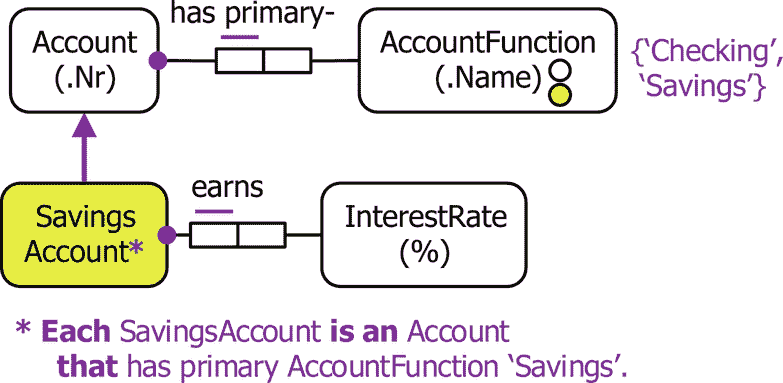 has primary-
Account
(.Nr)
AccountFunction
(.Name)
{‘Checking’,
‘Savings’}
earns
Savings
Account*
InterestRate
(%)
* Each SavingsAccount is an Account
that has primary AccountFunction ‘Savings’.